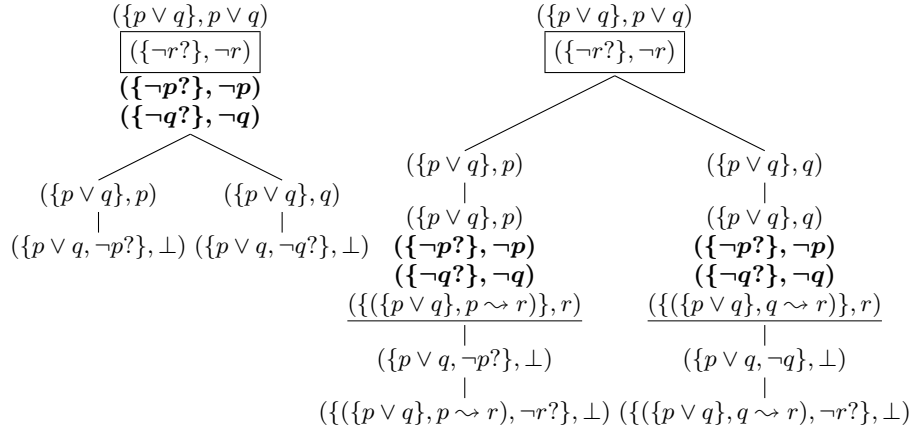 ({p ∨ q}, p ∨ q)
({¬r?}, ¬r)
({¬p?}, ¬p)
({¬q?}, ¬q)
({p ∨ q}, p) ({p ∨ q}, q)
({p ∨ q, ¬p?}, ⊥) ({p ∨ q, ¬q?}, ⊥)
({p ∨ q}, p ∨ q)
({¬r?}, ¬r)
({p ∨ q}, p) ({p ∨ q}, q)
({p ∨ q}, p) ({p ∨ q}, q)
({¬p?}, ¬p) ({¬p?}, ¬p)
({¬q?}, ¬q) ({¬q?}, ¬q)
({({p ∨ q}, p ⇝ r)}, r) ({({p ∨ q}, q ⇝ r)}, r)
({p ∨ q, ¬p?}, ⊥) ({p ∨ q, ¬q}, ⊥)
({({p ∨ q}, p ⇝ r), ¬r?}, ⊥) ({({p ∨ q}, q ⇝ r), ¬r?}, ⊥)